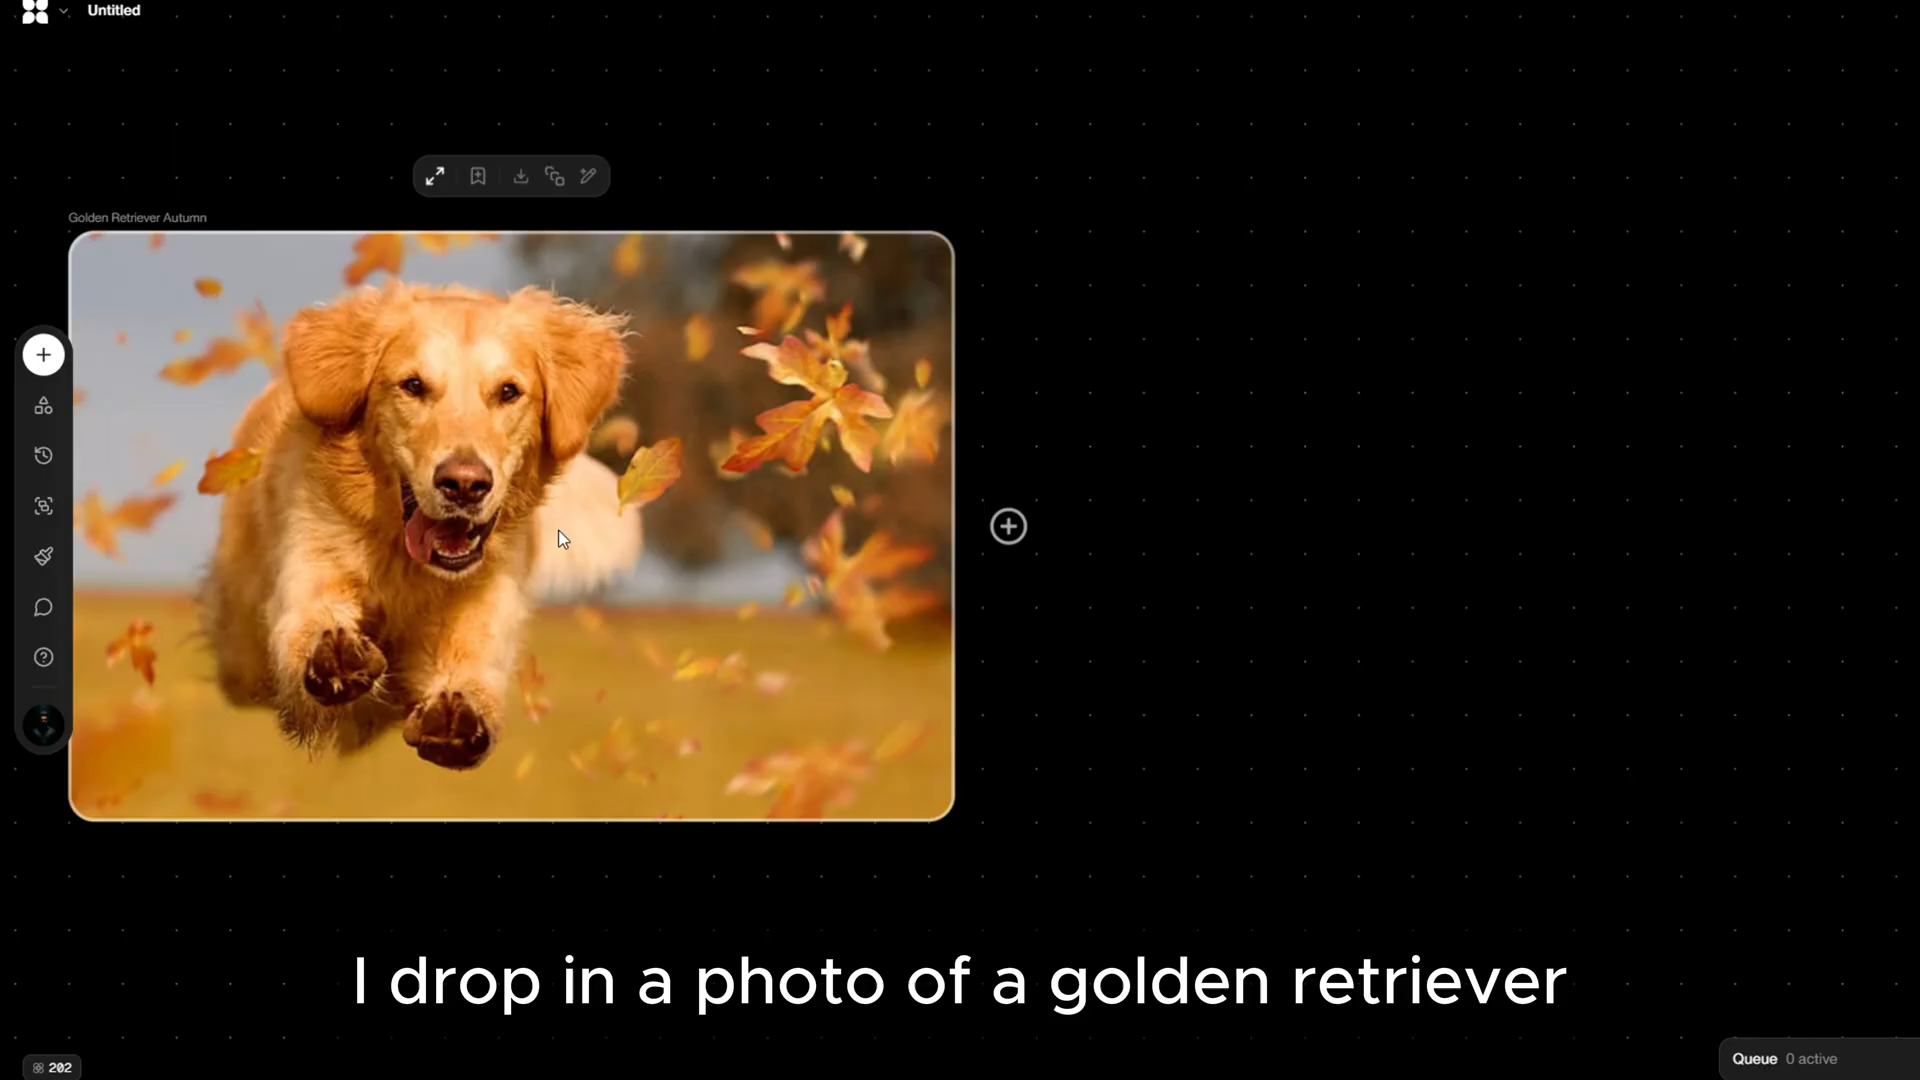 Untitled
Golden Retriever Autumn
I drop in a photo of a golden retriever
202
Queue 0 active